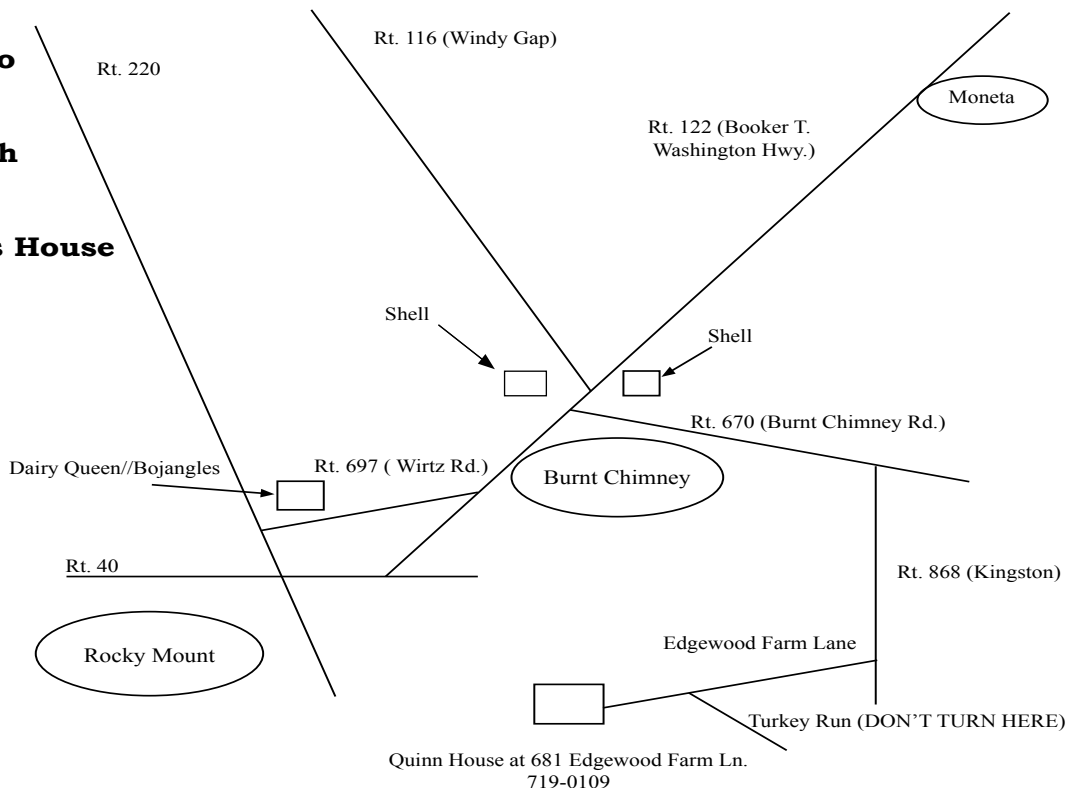 o
h
s House
Rt. 220
Rt. 116 (Windy Gap)
Moneta
Rt. 122 (Booker T.
Washington Hwy.)
Shell
Shell
Rt. 670 (Burnt Chimney Rd.)
Dairy Queen//Bojangles
Rt. 697 ( Wirtz Rd.)
Burnt Chimney
Rt. 40
Rt. 868 (Kingston)
Rocky Mount
Edgewood Farm Lane
Turkey Run (DON’T TURN HERE)
Quinn House at 681 Edgewood Farm Ln.
719-0109